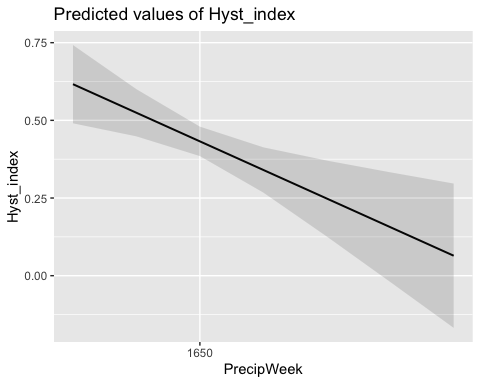 Predicted values of Hyst_index
0.75
0.50
0.25
0.00
Hyst_index
1650
PrecipWeek